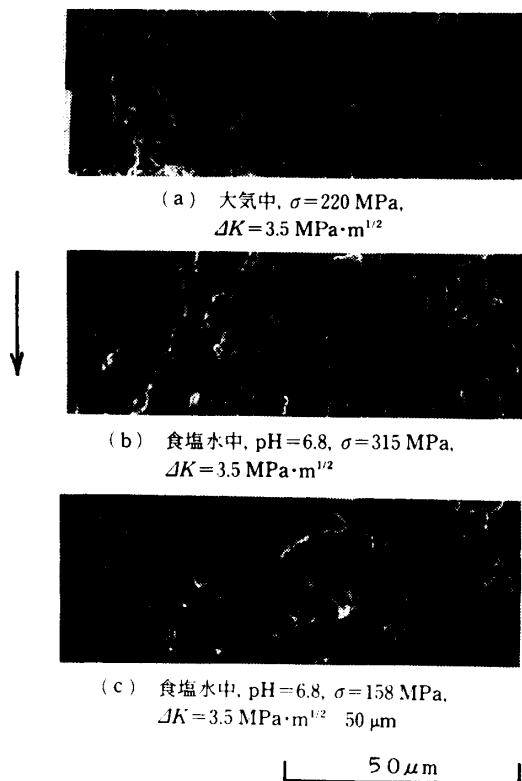 (a) 大気中, σ=220 MPa,
ΔK=3.5 MPa·m^1/2
(b) 食塩水中, pH=6.8, σ=315 MPa,
ΔK=3.5 MPa·m^1/2
(c) 食塩水中, pH=6.8, σ=158 MPa,
ΔK=3.5 MPa·m^1/2 50 μm
50μm